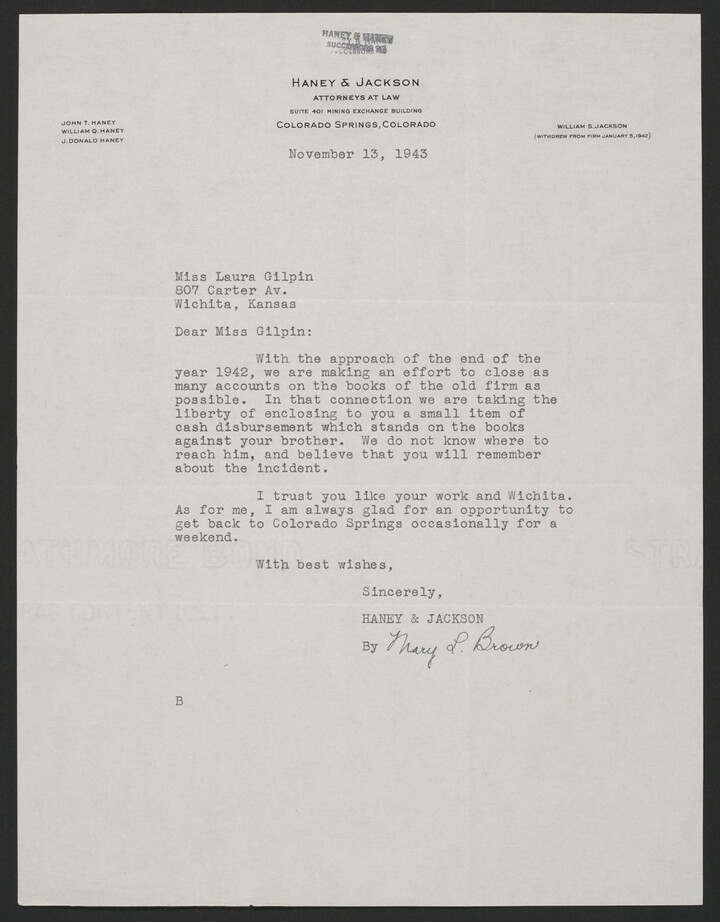 HANEY & HANEY
SUCCESSORS TO
HANEY & JACKSON
ATTORNEYS AT LAW
SUITE 401 MINING EXCHANGE BUILDING
COLORADO SPRINGS, COLORADO
JOHN T. HANEY
WILLIAM Q. HANEY
J. DONALD HANEY
WILLIAM S. JACKSON
(WITHDREW FROM FIRM JANUARY 5, 1942)
November 13, 1943
Miss Laura Gilpin
807 Carter Av.
Wichita, Kansas
Dear Miss Gilpin:
With the approach of the end of the
year 1942, we are making an effort to close as
many accounts on the books of the old firm as
possible. In that connection we are taking the
liberty of enclosing to you a small item of
cash disbursement which stands on the books
against your brother. We do not know where to
reach him, and believe that you will remember
about the incident.
I trust you like your work and Wichita.
As for me, I am always glad for an opportunity to
get back to Colorado Springs occasionally for a
weekend.
With best wishes,
Sincerely,
HANEY & JACKSON
By Mary L. Brown
B